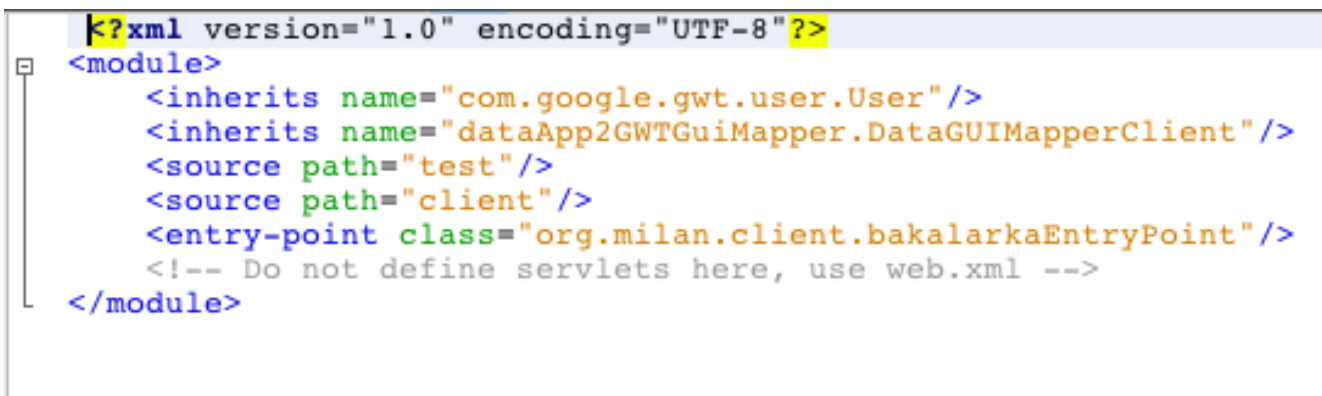 <?xml version="1.0" encoding="UTF-8"?>
<module>
<inherits name="com.google.gwt.user.User"/>
<inherits name="dataApp2GWTGuiMapper.DataGUIMapperClient"/>
<source path="test"/>
<source path="client"/>
<entry-point class="org.milan.client.bakalarkaEntryPoint"/>
<!-- Do not define servlets here, use web.xml -->
</module>